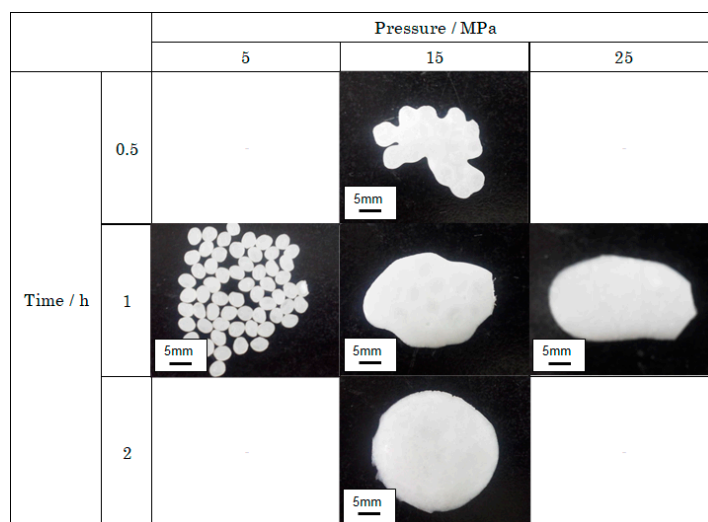 Pressure / MPa
5 15 25
0.5 - -
5mm
Time / h 1
5mm 5mm 5mm
2 - -
5mm